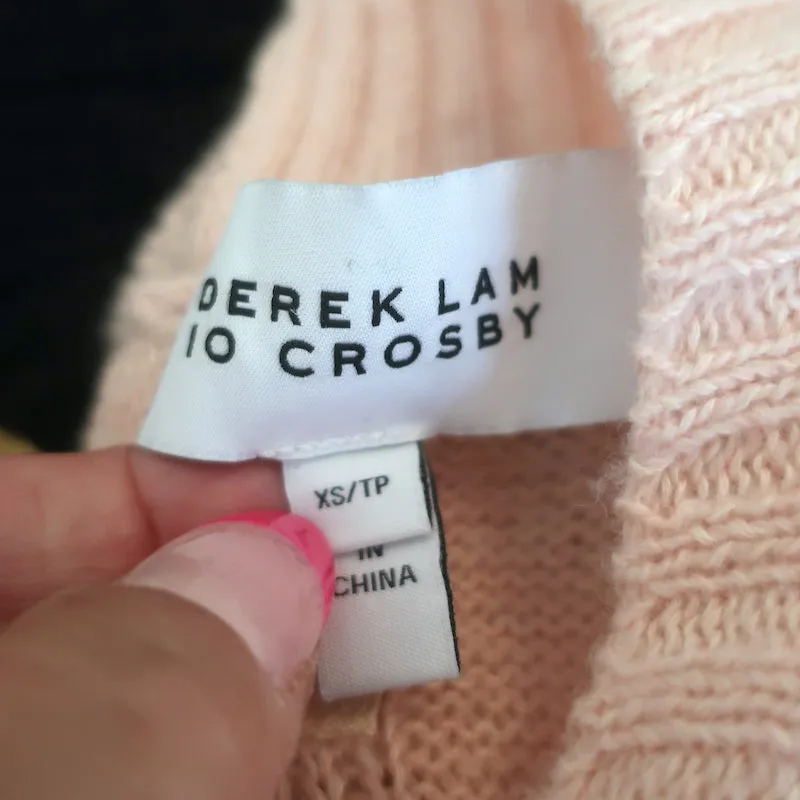 DEREK LAM
10 CROSBY
XS/TP
IN
CHINA